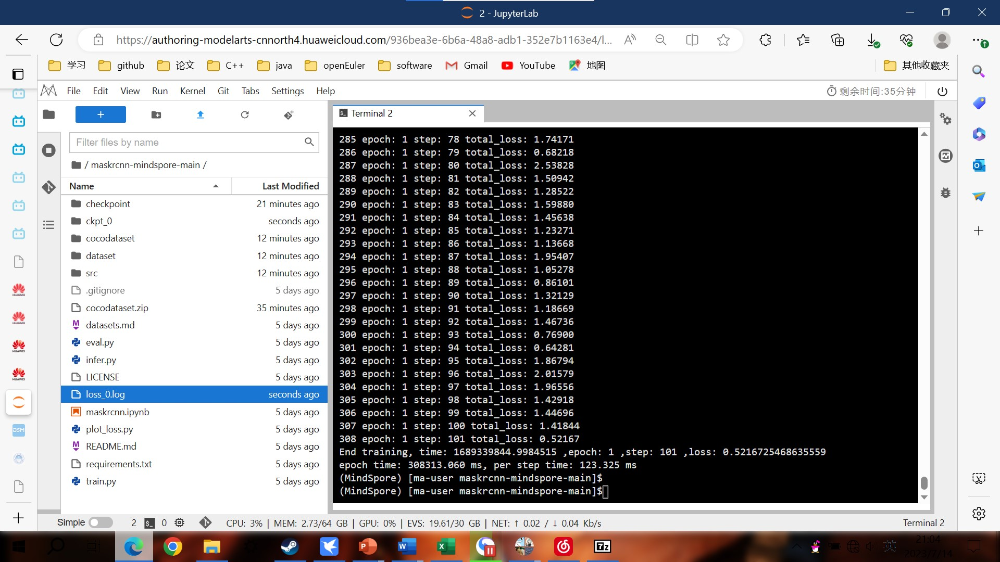 2 - JupyterLab
https://authoring-modelarts-cnnorth4.huaweicloud.com/936bea3e-6b6a-48a8-adb1-352e7b1163e4/l...
学习 github 论文 C++ java openEuler software Gmail YouTube 地图 其他收藏夹
File Edit View Run Kernel Git Tabs Settings Help 剩余时间:35分钟
Terminal 2
Filter files by name
/ maskrcnn-mindspore-main /
Name Last Modified
checkpoint 21 minutes ago
ckpt_0 seconds ago
cocodataset 12 minutes ago
dataset 12 minutes ago
src 12 minutes ago
.gitignore 5 days ago
cocodataset.zip 35 minutes ago
datasets.md 5 days ago
eval.py 5 days ago
infer.py 5 days ago
LICENSE 5 days ago
loss_0.log seconds ago
maskrcnn.ipynb 5 days ago
plot_loss.py 5 days ago
README.md 5 days ago
requirements.txt 5 days ago
train.py 5 days ago
285 epoch: 1 step: 78 total_loss: 1.74171
286 epoch: 1 step: 79 total_loss: 0.68218
287 epoch: 1 step: 80 total_loss: 2.53828
288 epoch: 1 step: 81 total_loss: 1.50942
289 epoch: 1 step: 82 total_loss: 1.28522
290 epoch: 1 step: 83 total_loss: 1.59880
291 epoch: 1 step: 84 total_loss: 1.45638
292 epoch: 1 step: 85 total_loss: 1.23271
293 epoch: 1 step: 86 total_loss: 1.13668
294 epoch: 1 step: 87 total_loss: 1.95407
295 epoch: 1 step: 88 total_loss: 1.05278
296 epoch: 1 step: 89 total_loss: 0.86101
297 epoch: 1 step: 90 total_loss: 1.32129
298 epoch: 1 step: 91 total_loss: 1.18669
299 epoch: 1 step: 92 total_loss: 1.46736
300 epoch: 1 step: 93 total_loss: 0.76900
301 epoch: 1 step: 94 total_loss: 0.64281
302 epoch: 1 step: 95 total_loss: 1.86794
303 epoch: 1 step: 96 total_loss: 2.01579
304 epoch: 1 step: 97 total_loss: 1.96556
305 epoch: 1 step: 98 total_loss: 1.42918
306 epoch: 1 step: 99 total_loss: 1.44696
307 epoch: 1 step: 100 total_loss: 1.41844
308 epoch: 1 step: 101 total_loss: 0.52167
End training, time: 1689339844.9984515 ,epoch: 1 ,step: 101 ,loss: 0.5216725468635559
epoch time: 308313.060 ms, per step time: 123.325 ms
(MindSpore) [ma-user maskrcnn-mindspore-main]$
(MindSpore) [ma-user maskrcnn-mindspore-main]$
HUAWEI
HUAWEI
HUAWEI
HUAWEI
DSM
Simple 2 0 CPU: 3% | MEM: 2.73/64 GB | GPU: 0% | EVS: 19.61/30 GB | NET: ↑ 0.02 / ↓ 0.04 Kb/s Terminal 2
英
21:04
2023/7/14